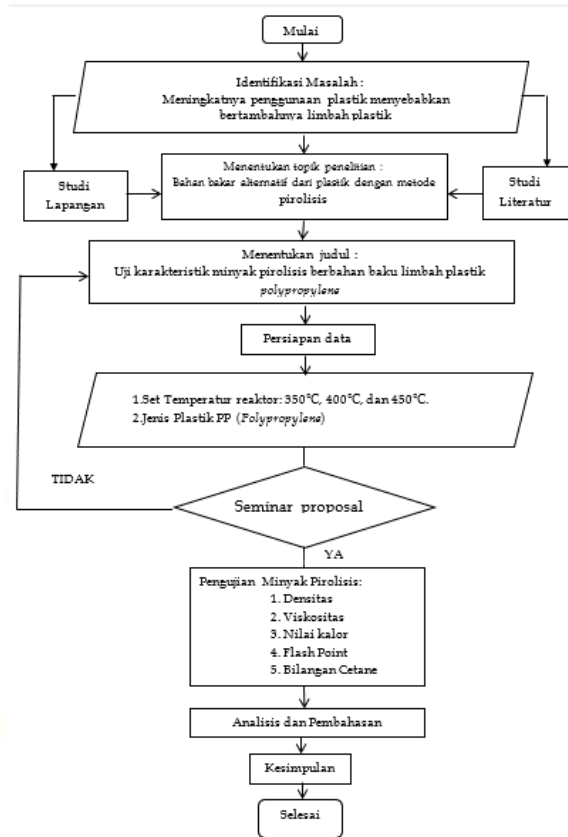 Mulai
Identifikasi Masalah :
Meningkatnya penggunaan plastik menyebabkan
bertambahnya limbah plastik
Studi
Lapangan
Menentukan topik penelitian :
Bahan bakar alternatif dari plastik dengan metode
pirolisis
Studi
Literatur
Menentukan judul :
Uji karakteristik minyak pirolisis berbahan baku limbah plastik
polypropylene
Persiapan data
1.Set Temperatur reaktor: 350℃, 400℃, dan 450℃.
2.Jenis Plastik PP (Polypropylene)
TIDAK
Seminar proposal
YA
Pengujian Minyak Pirolisis:
1. Densitas
2. Viskositas
3. Nilai kalor
4. Flash Point
5. Bilangan Cetane
Analisis dan Pembahasan
Kesimpulan
Selesai